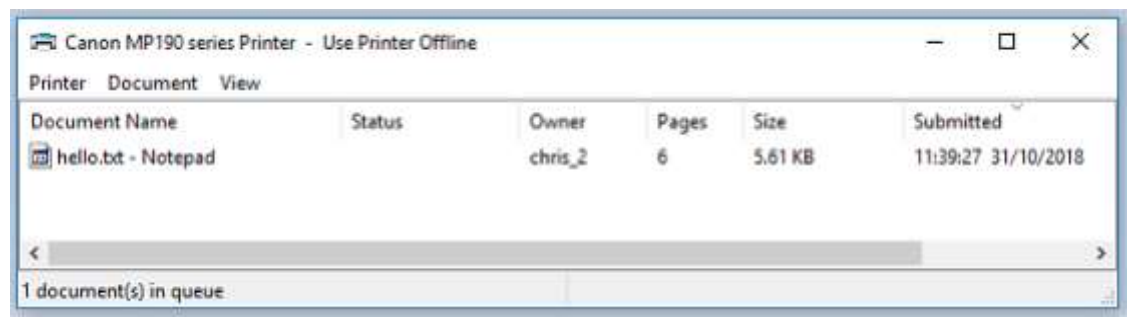 Canon MP190 series Printer - Use Printer Offline
Printer Document View
Document Name Status Owner Pages Size Submitted
hello.txt - Notepad chris_2 6 5.61 KB 11:39:27 31/10/2018
1 document(s) in queue